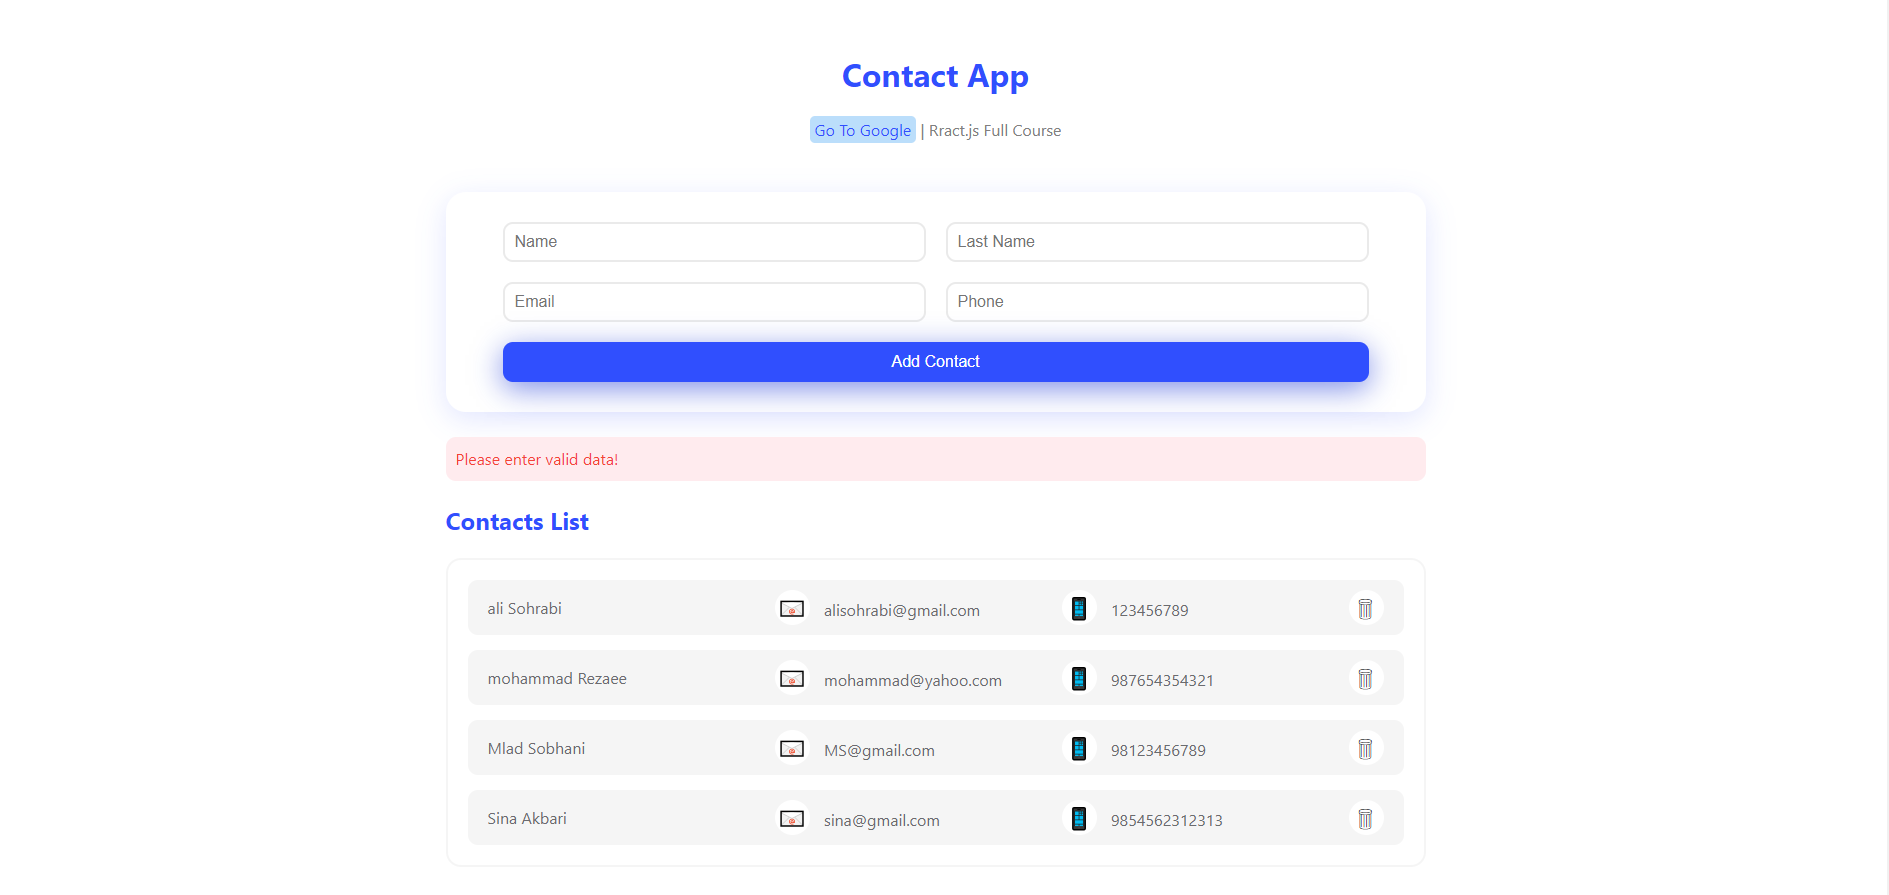 Contact App
Go To Google | Rract.js Full Course
Name Last Name
Email Phone
Add Contact
Please enter valid data!
Contacts List
ali Sohrabi alisohrabi@gmail.com 123456789
mohammad Rezaee mohammad@yahoo.com 987654354321
Mlad Sobhani MS@gmail.com 98123456789
Sina Akbari sina@gmail.com 9854562312313